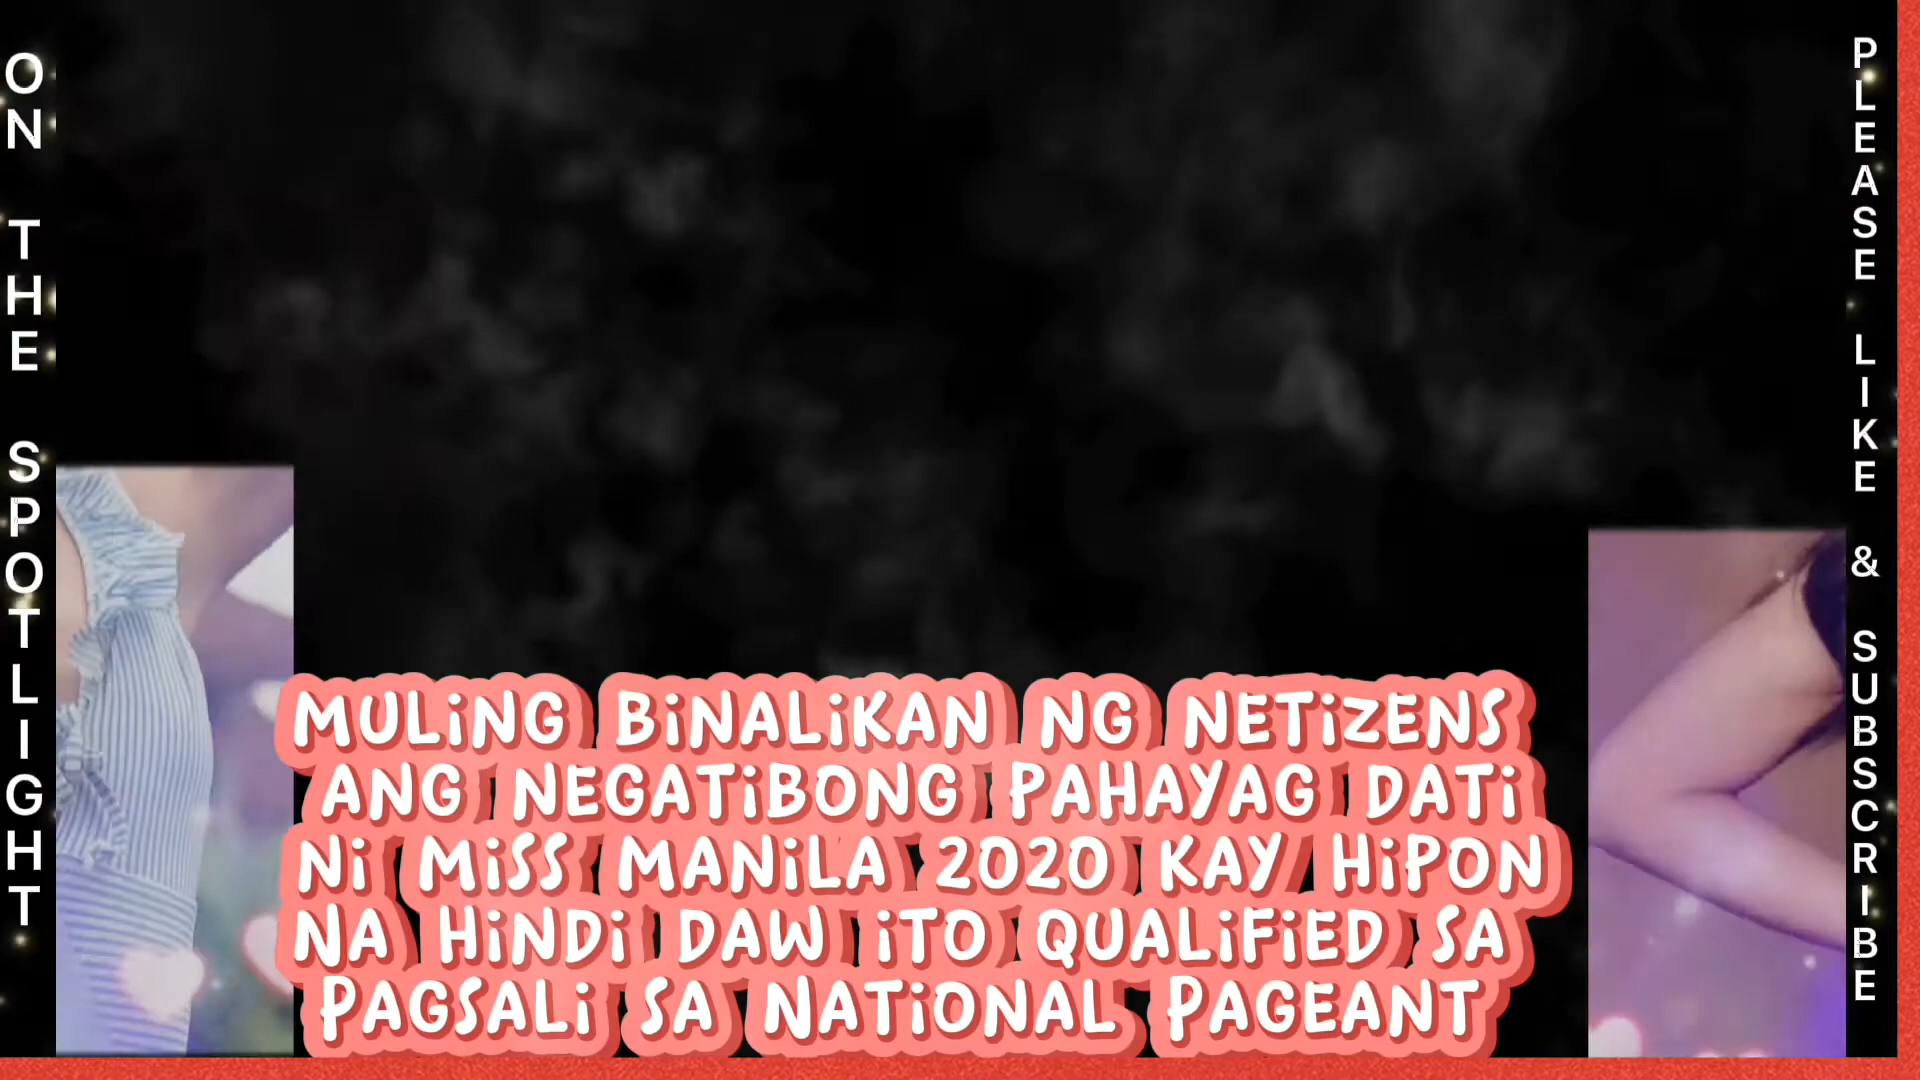 ON THE SPOTLIGHT
MULING BINALIKAN NG NETIZENS
ANG NEGATIBONG PAHAYAG DATI
NI MISS MANILA 2020 KAY HIPON
NA HINDI DAW ITO QUALIFIED SA
PAGSALI SA NATIONAL PAGEANT
PLEASE LIKE & SUBSCRIBE